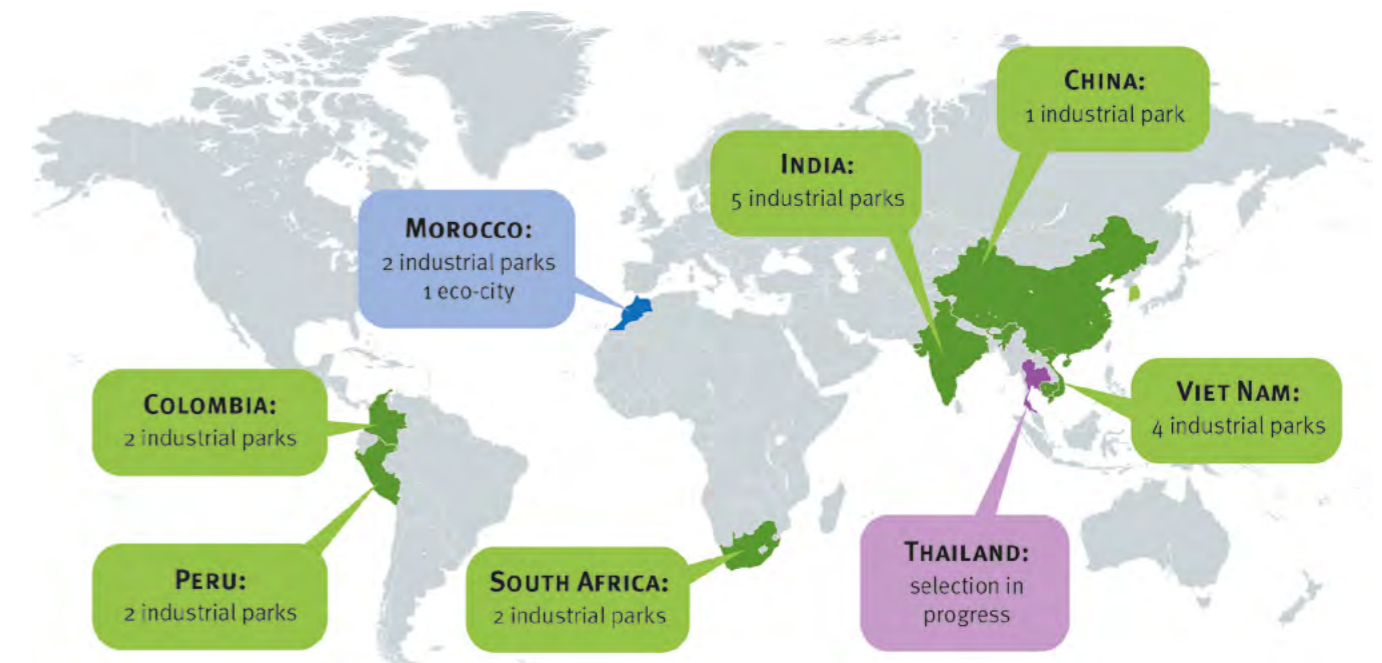 CHINA:
1 industrial park
INDIA:
5 industrial parks
MOROCCO:
2 industrial parks
1 eco-city
COLOMBIA:
2 industrial parks
VIET NAM:
4 industrial parks
PERU:
2 industrial parks
SOUTH AFRICA:
2 industrial parks
THAILAND:
selection in
progress